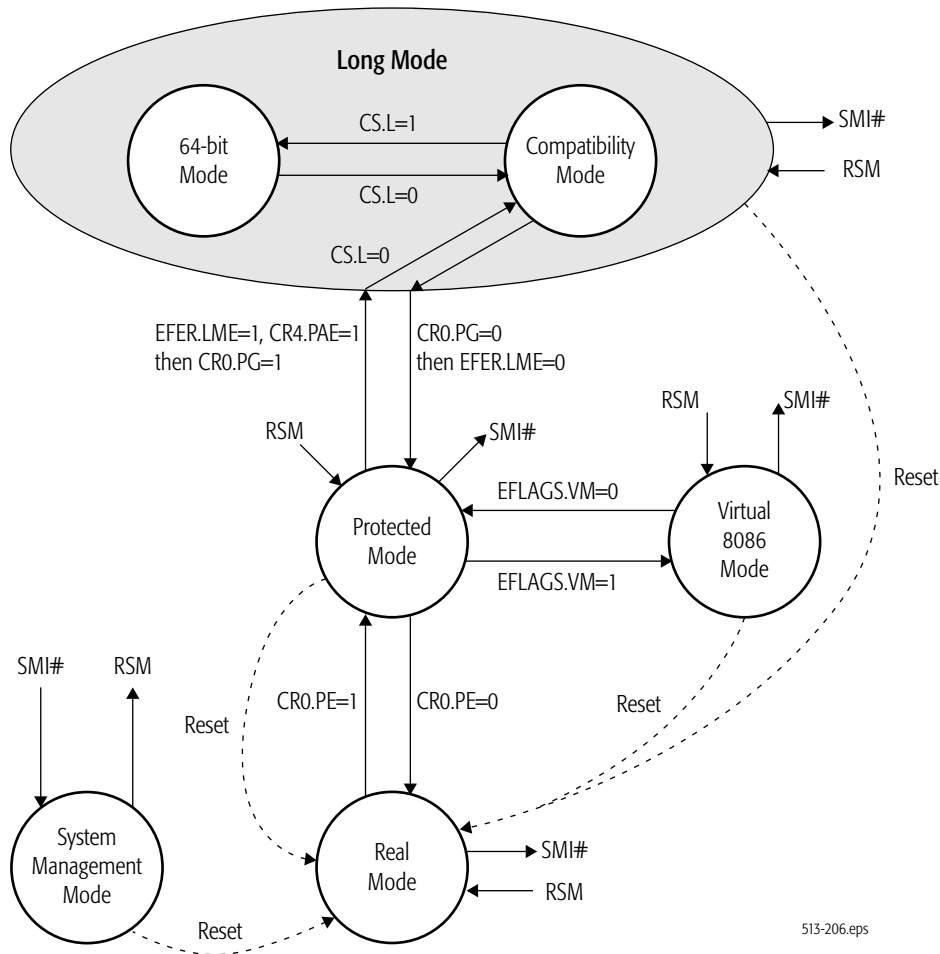 Long Mode
64-bit
Mode
CS.L=1
CS.L=0
Compatibility
Mode
SMI#
RSM
CS.L=0
EFER.LME=1, CR4.PAE=1
then CR0.PG=1
CR0.PG=0
then EFER.LME=0
RSM
SMI#
RSM
SMI#
Reset
Protected
Mode
EFLAGS.VM=0
EFLAGS.VM=1
Virtual
8086
Mode
SMI#
RSM
Reset
CR0.PE=1
CR0.PE=0
Reset
System
Management
Mode
Real
Mode
SMI#
RSM
Reset
513-206.eps